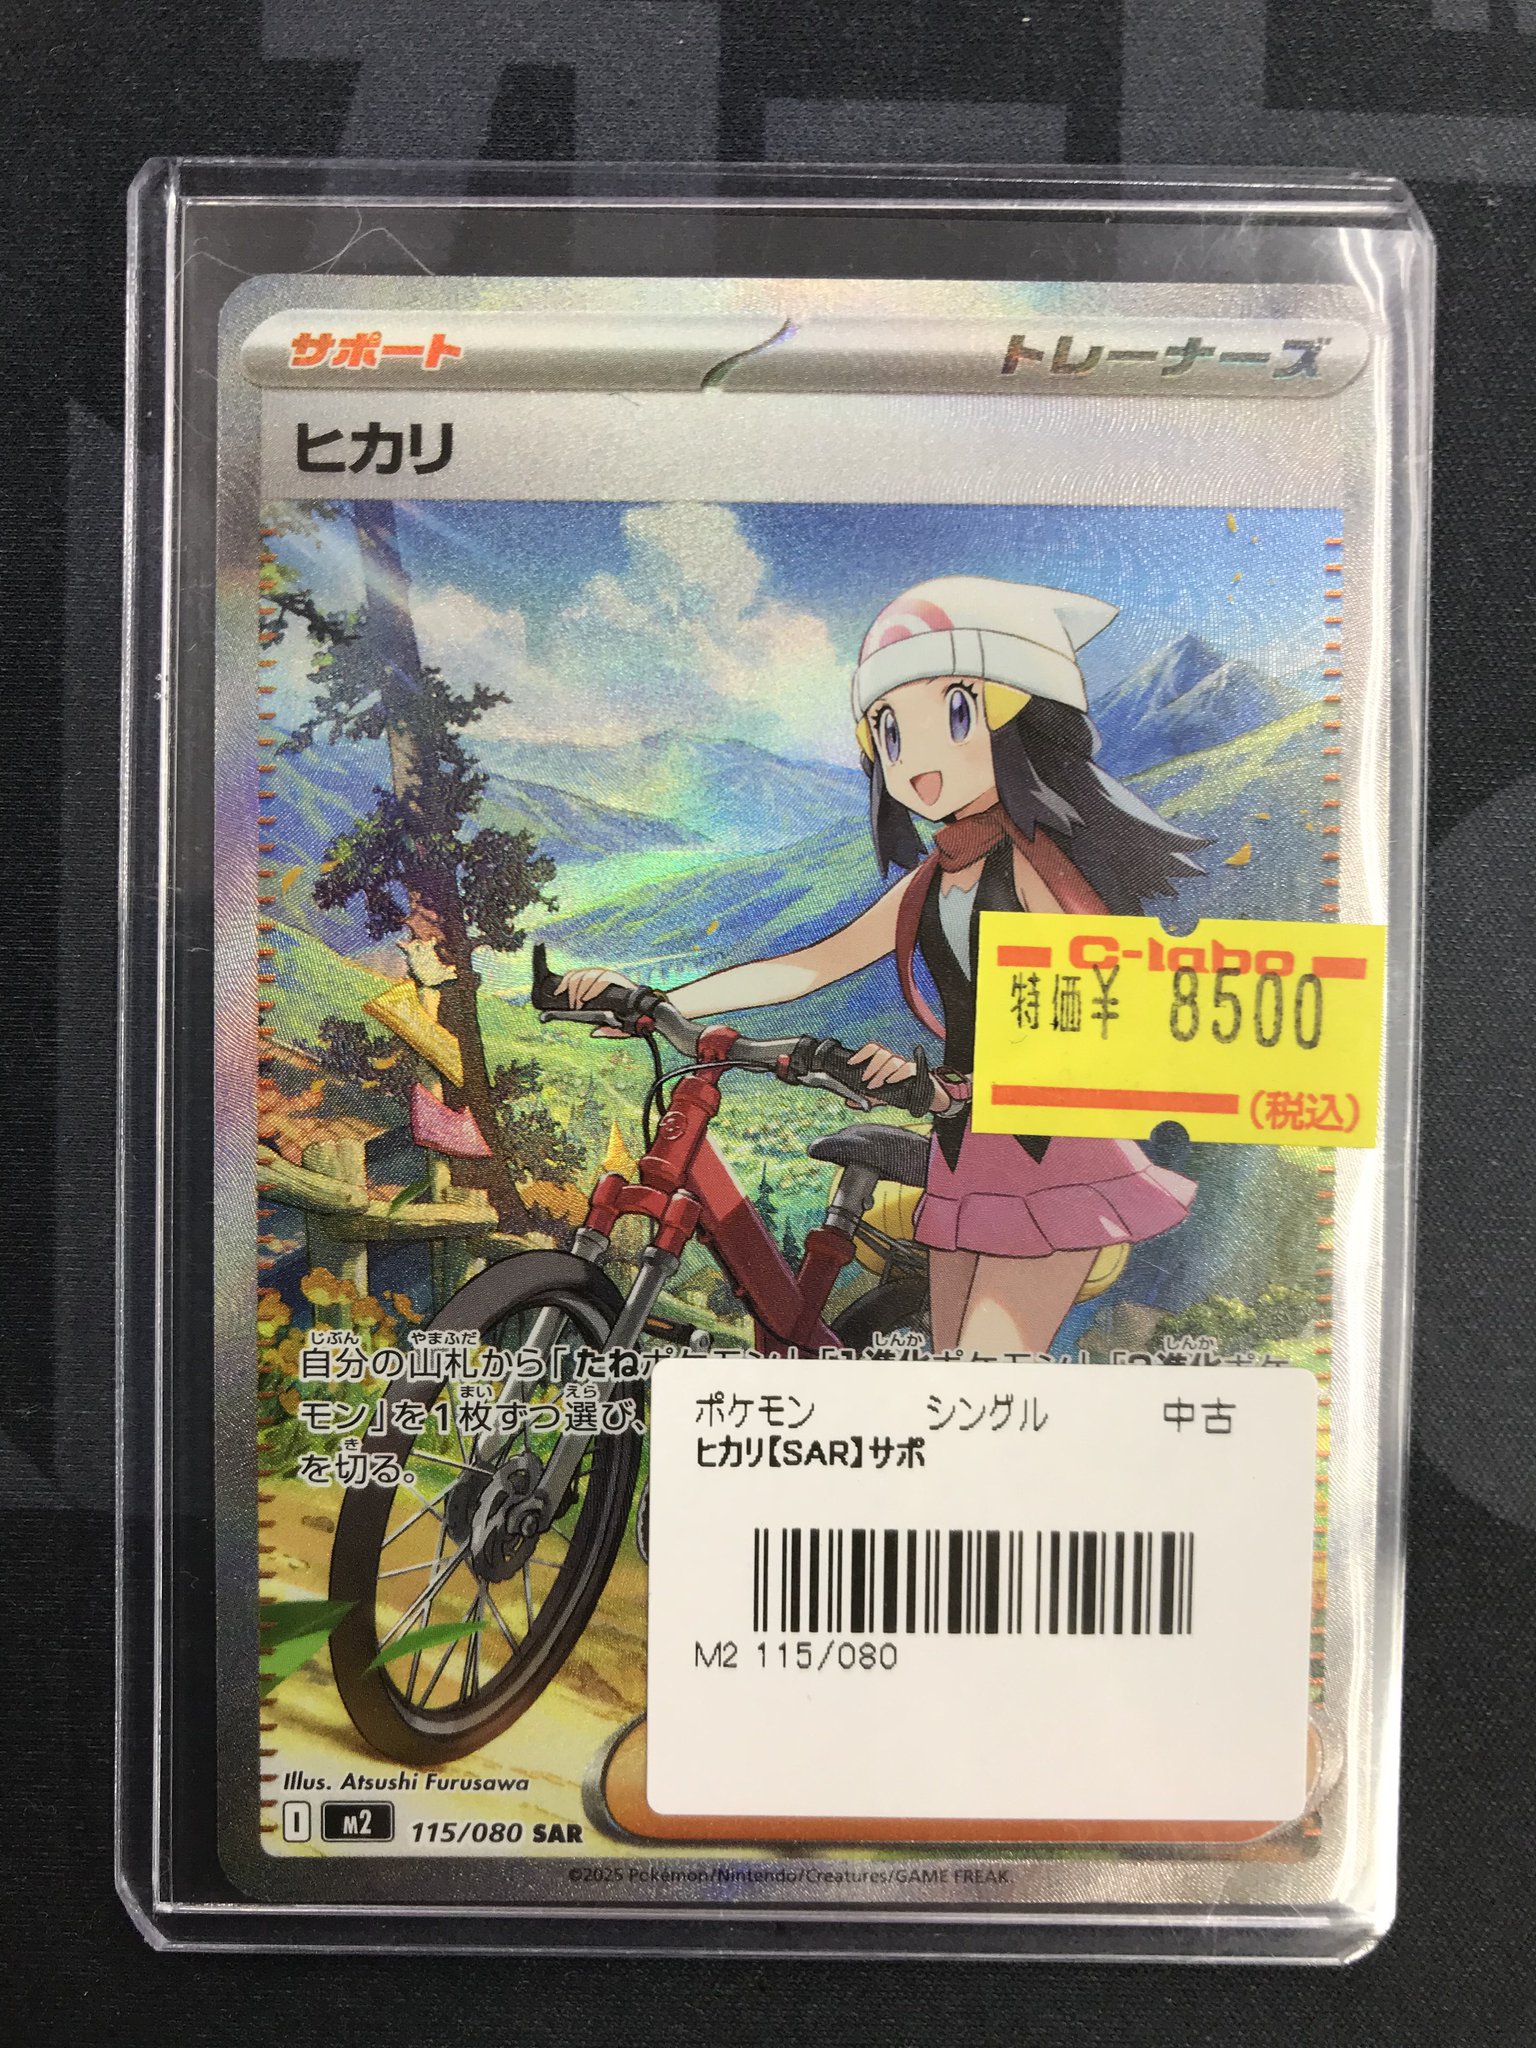 サポート
トレーナーズ
ヒカリ
C-labo
特価¥ 8500
(税込)
自分の山札から「たねポケモン」、「1進化ポケモン」、「2進化ポケ
モン」を1枚ずつ選び、
を切る。
ポケモン シングル 中古
ヒカリ【SAR】サポ
M2 115/080
Illus. Atsushi Furusawa
I M2 115/080 SAR
©2025 Pokémon/Nintendo/Creatures/GAME FREAK.